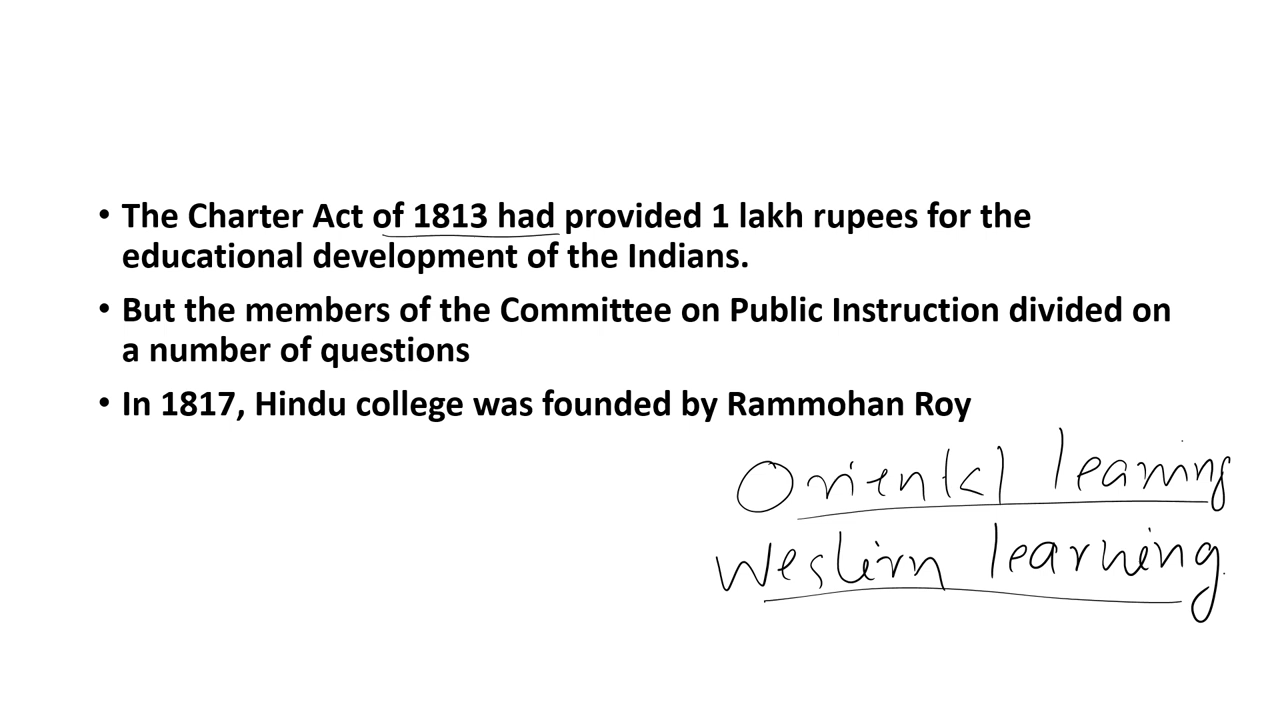 • The Charter Act of 1813 had provided 1 lakh rupees for the
educational development of the Indians.
• But the members of the Committee on Public Instruction divided on
a number of questions
• In 1817, Hindu college was founded by Rammohan Roy
Oriental learning
Western learning